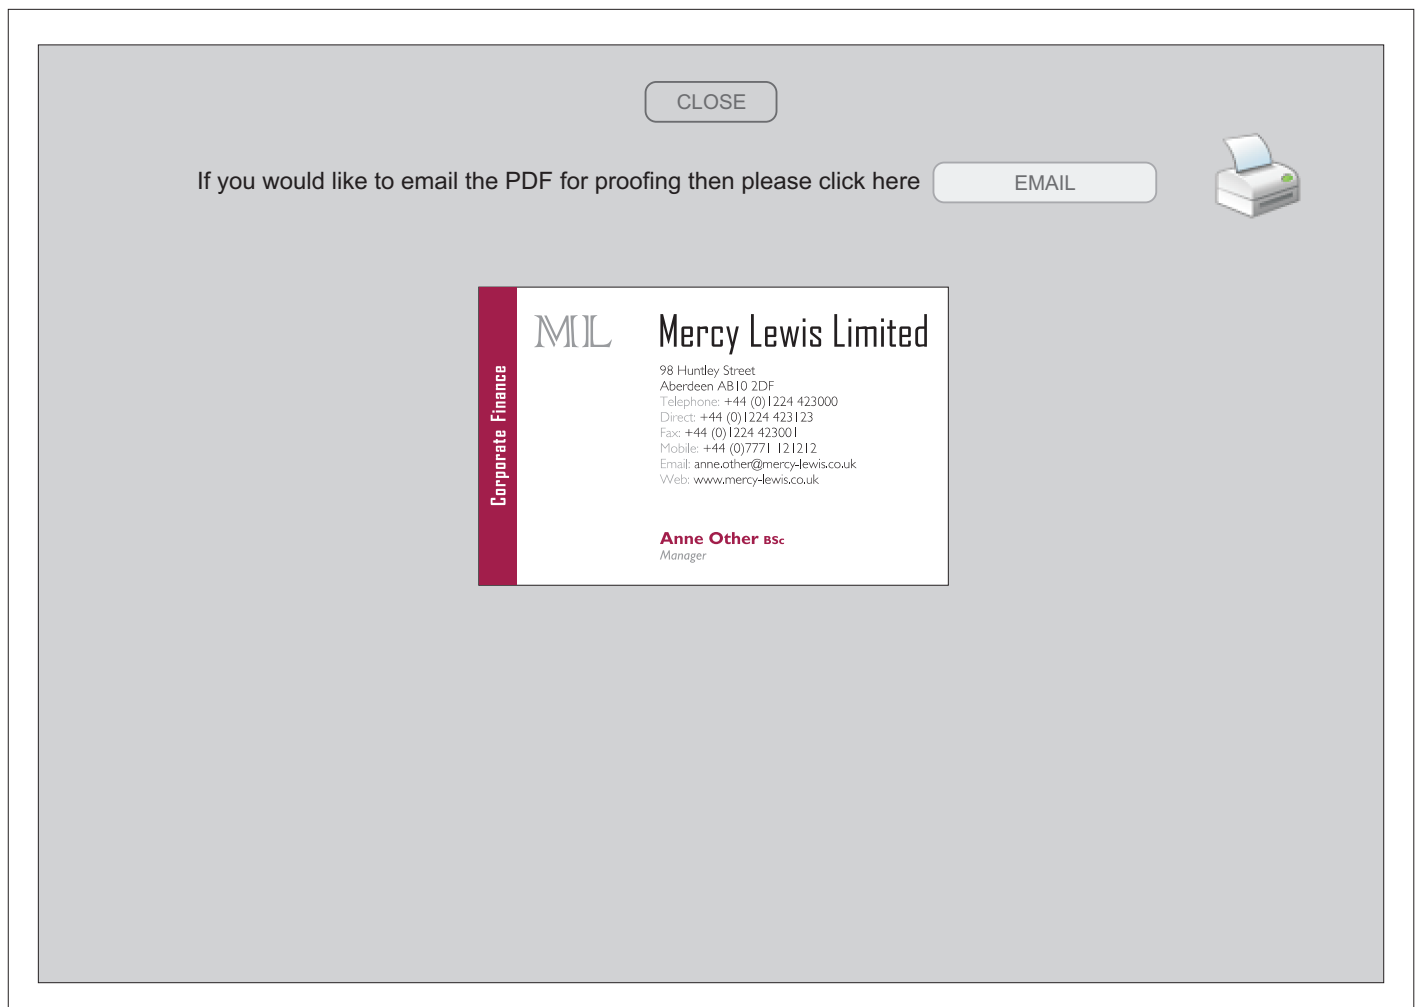 CLOSE
If you would like to email the PDF for proofing then please click here
EMAIL
Corporate Finance
ML
Mercy Lewis Limited
98 Huntley Street
Aberdeen AB10 2DF
Telephone: +44 (0)1224 423000
Direct: +44 (0)1224 423123
Fax: +44 (0)1224 423001
Mobile: +44 (0)7771 121212
Email: anne.other@mercy-lewis.co.uk
Web: www.mercy-lewis.co.uk
Anne Other BSc
Manager